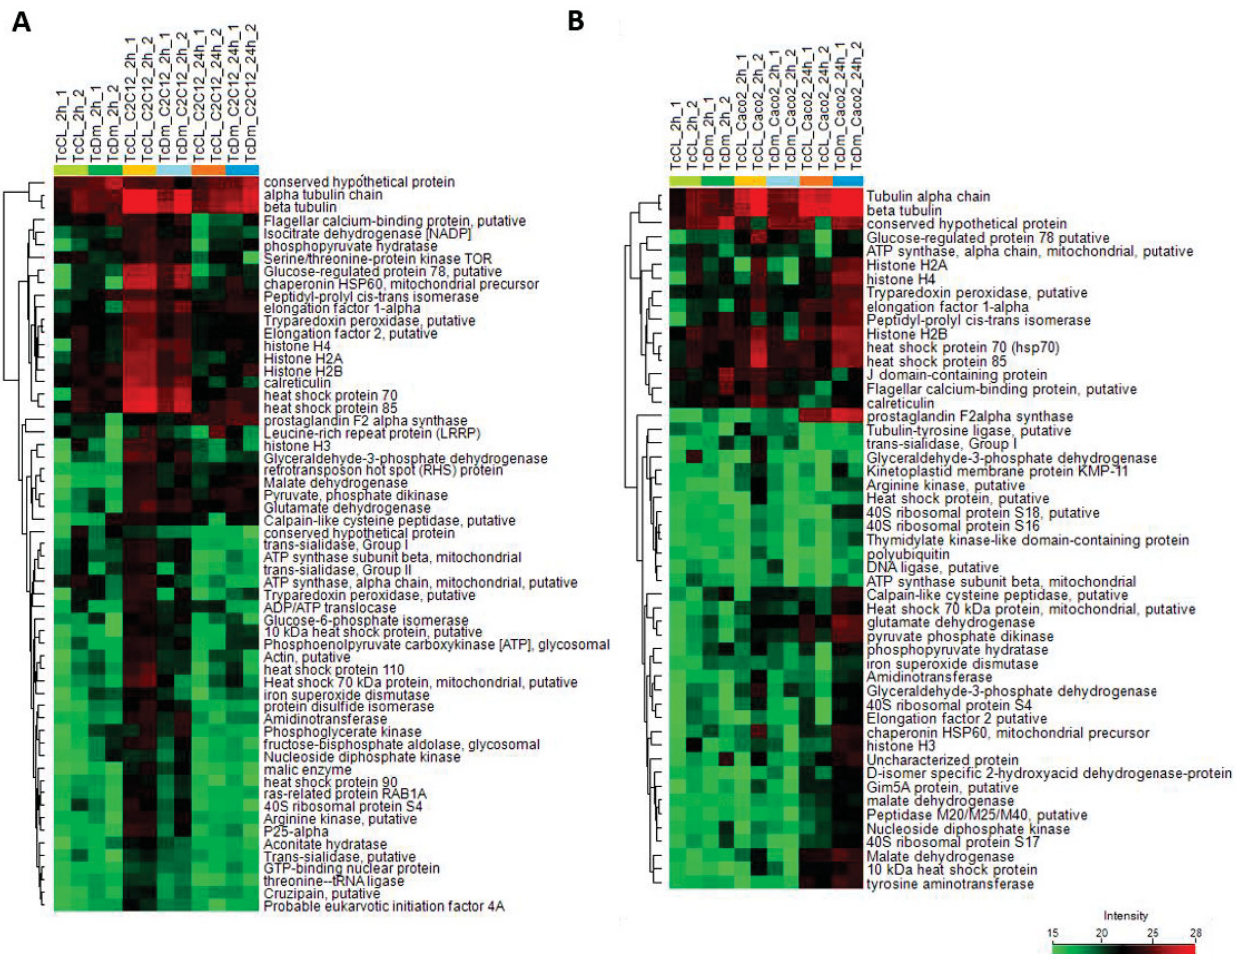 A
B
TcCL_2h_1
TcCL_2h_2
TcDm_2h_1
TcDm_2h_2
TcCL_C2C12_2h_1
TcCL_C2C12_2h_2
TcDm_C2C12_2h_1
TcDm_C2C12_2h_2
TcCL_C2C12_24h_1
TcCL_C2C12_24h_2
TcDm_C2C12_24h_1
TcDm_C2C12_24h_2
conserved hypothetical protein
alpha tubulin chain
beta tubulin
Flagellar calcium-binding protein, putative
Isocitrate dehydrogenase [NADP]
phosphopyruvate hydratase
Serine/threonine-protein kinase TOR
Glucose-regulated protein 78, putative
chaperonin HSP60, mitochondrial precursor
Peptidyl-prolyl cis-trans isomerase
elongation factor 1-alpha
Tryparedoxin peroxidase, putative
Elongation factor 2, putative
histone H4
Histone H2A
Histone H2B
calreticulin
heat shock protein 70
heat shock protein 85
prostaglandin F2 alpha synthase
Leucine-rich repeat protein (LRRP)
histone H3
Glyceraldehyde-3-phosphate dehydrogenase
retrotransposon hot spot (RHS) protein
Malate dehydrogenase
Pyruvate, phosphate dikinase
Glutamate dehydrogenase
Calpain-like cysteine peptidase, putative
conserved hypothetical protein
trans-sialidase, Group I
ATP synthase subunit beta, mitochondrial
trans-sialidase, Group II
ATP synthase, alpha chain, mitochondrial, putative
Tryparedoxin peroxidase, putative
ADP/ATP translocase
Glucose-6-phosphate isomerase
10 kDa heat shock protein, putative
Phosphoenolpyruvate carboxykinase [ATP], glycosomal
Actin, putative
heat shock protein 110
Heat shock 70 kDa protein, mitochondrial, putative
iron superoxide dismutase
protein disulfide isomerase
Amidinotransferase
Phosphoglycerate kinase
fructose-bisphosphate aldolase, glycosomal
Nucleoside diphosphate kinase
malic enzyme
heat shock protein 90
ras-related protein RAB1A
40S ribosomal protein S4
Arginine kinase, putative
P25-alpha
Aconitate hydratase
Trans-sialidase, putative
GTP-binding nuclear protein
threonine--tRNA ligase
Cruzipain, putative
Probable eukarvotic initiation factor 4A
TcCL_2h_1
TcCL_2h_2
TcDm_2h_1
TcDm_2h_2
TcCL_Caco2_2h_1
TcCL_Caco2_2h_2
TcDm_Caco2_2h_1
TcDm_Caco2_2h_2
TcCL_Caco2_24h_1
TcCL_Caco2_24h_2
TcDm_Caco2_24h_1
TcDm_Caco2_24h_2
Tubulin alpha chain
beta tubulin
conserved hypothetical protein
Glucose-regulated protein 78 putative
ATP synthase, alpha chain, mitochondrial, putative
Histone H2A
histone H4
Tryparedoxin peroxidase, putative
elongation factor 1-alpha
Peptidyl-prolyl cis-trans isomerase
Histone H2B
heat shock protein 70 (hsp70)
heat shock protein 85
J domain-containing protein
Flagellar calcium-binding protein, putative
calreticulin
prostaglandin F2alpha synthase
Tubulin-tyrosine ligase, putative
trans-sialidase, Group I
Glyceraldehyde-3-phosphate dehydrogenase
Kinetoplastid membrane protein KMP-11
Arginine kinase, putative
Heat shock protein, putative
40S ribosomal protein S18, putative
40S ribosomal protein S16
Thymidylate kinase-like domain-containing protein
polyubiquitin
DNA ligase, putative
ATP synthase subunit beta, mitochondrial
Calpain-like cysteine peptidase, putative
Heat shock 70 kDa protein, mitochondrial, putative
glutamate dehydrogenase
pyruvate phosphate dikinase
phosphopyruvate hydratase
iron superoxide dismutase
Amidinotransferase
Glyceraldehyde-3-phosphate dehydrogenase
40S ribosomal protein S4
Elongation factor 2 putative
chaperonin HSP60, mitochondrial precursor
histone H3
Uncharacterized protein
D-isomer specific 2-hydroxyacid dehydrogenase-protein
Gim5A protein, putative
malate dehydrogenase
Peptidase M20/M25/M40, putative
Nucleoside diphosphate kinase
40S ribosomal protein S17
Malate dehydrogenase
10 kDa heat shock protein
tyrosine aminotransferase
Intensity
15 20 25 28